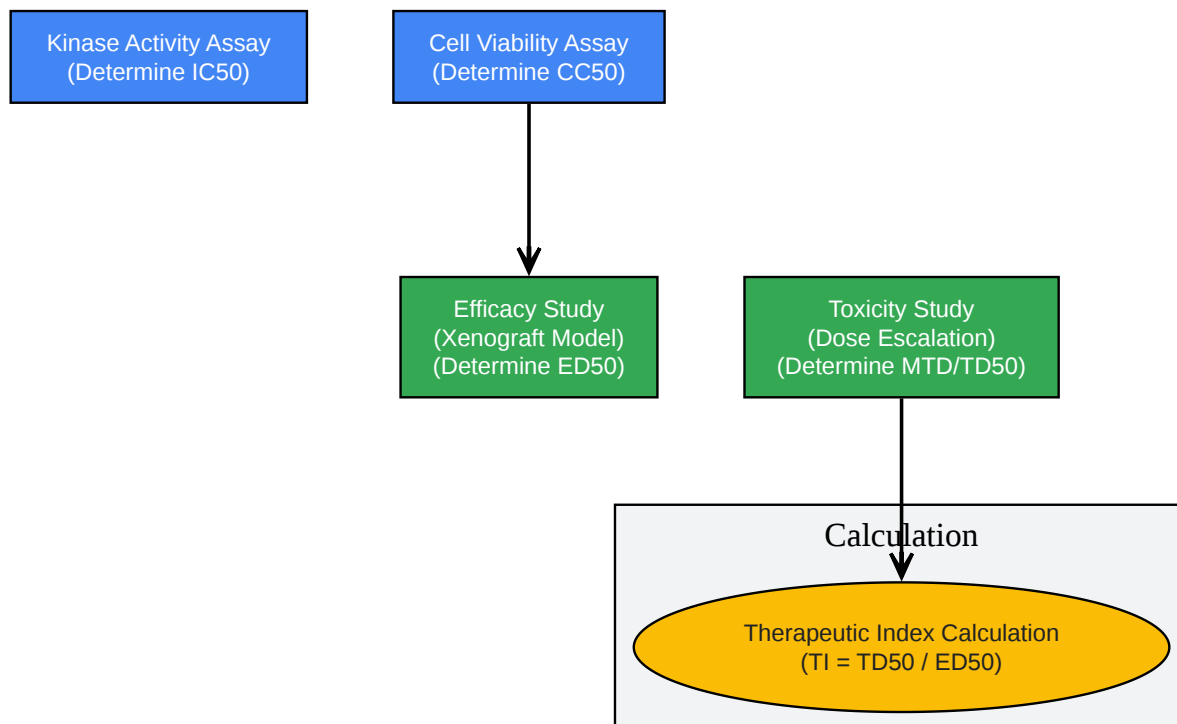 Kinase Activity Assay
(Determine IC50)
Cell Viability Assay
(Determine CC50)
Efficacy Study
(Xenograft Model)
(Determine ED50)
Toxicity Study
(Dose Escalation)
(Determine MTD/TD50)
Calculation
Therapeutic Index Calculation
(TI = TD50 / ED50)